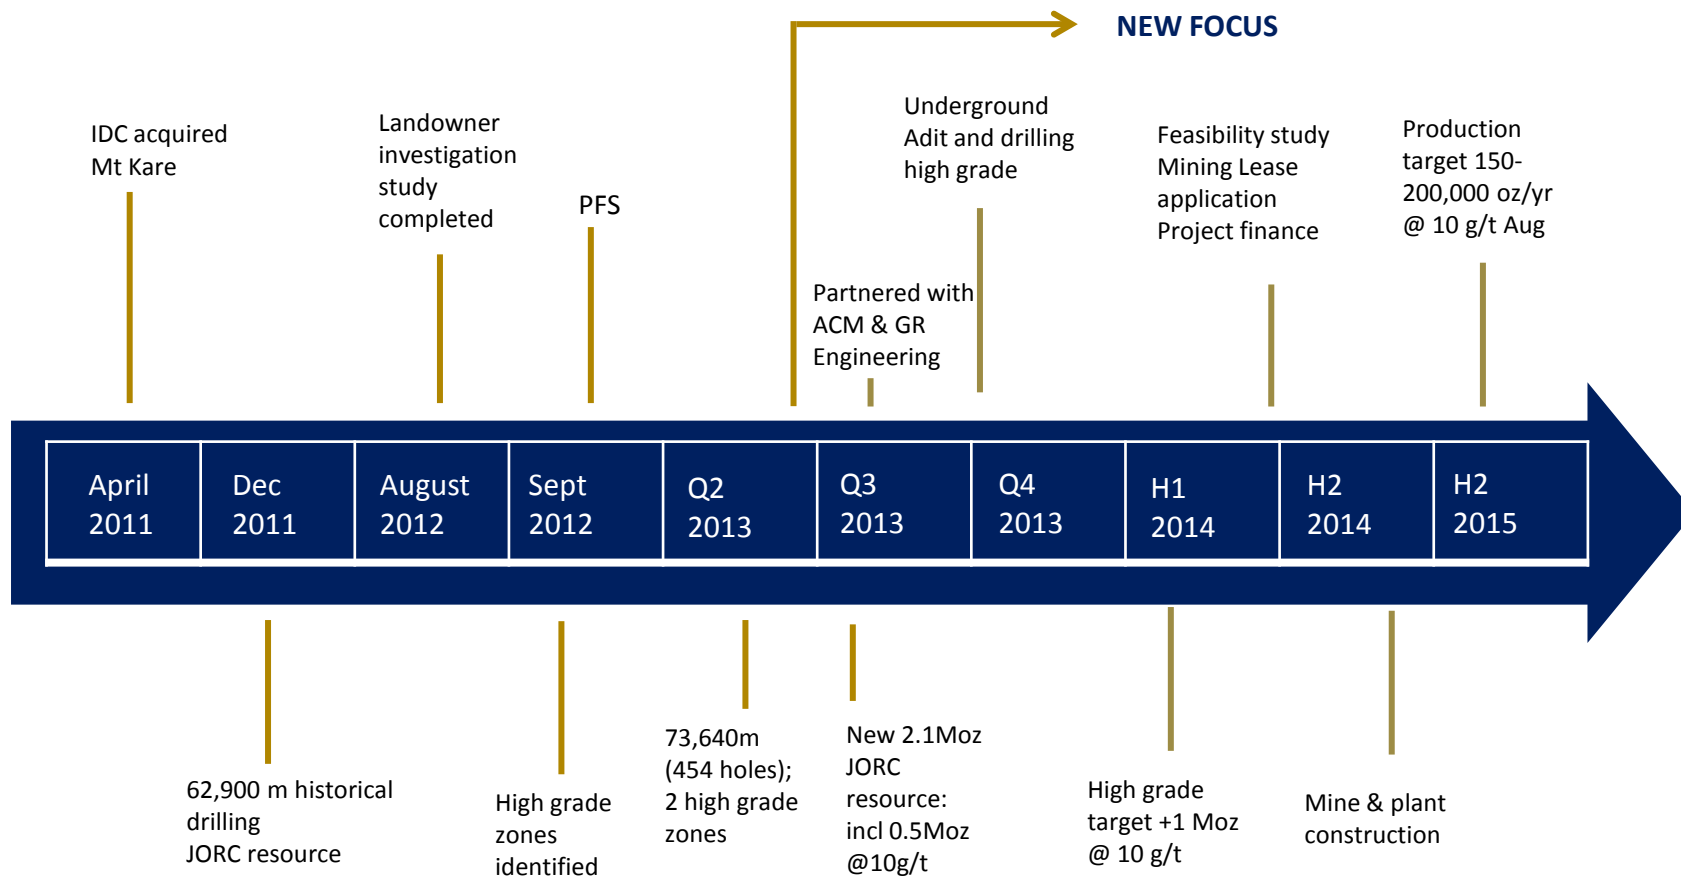 NEW FOCUS
IDC acquired
Mt Kare
Landowner
investigation
study
completed
PFS
Partnered with
ACM & GR
Engineering
Underground
Adit and drilling
high grade
Feasibility study
Mining Lease
application
Project finance
Production
target 150-
200,000 oz/yr
@ 10 g/t Aug
April
2011
Dec
2011
August
2012
Sept
2012
Q2
2013
Q3
2013
Q4
2013
H1
2014
H2
2014
H2
2015
62,900 m historical
drilling
JORC resource
High grade
zones
identified
73,640m
(454 holes);
2 high grade
zones
New 2.1Moz
JORC
resource:
incl 0.5Moz
@10g/t
High grade
target +1 Moz
@ 10 g/t
Mine & plant
construction